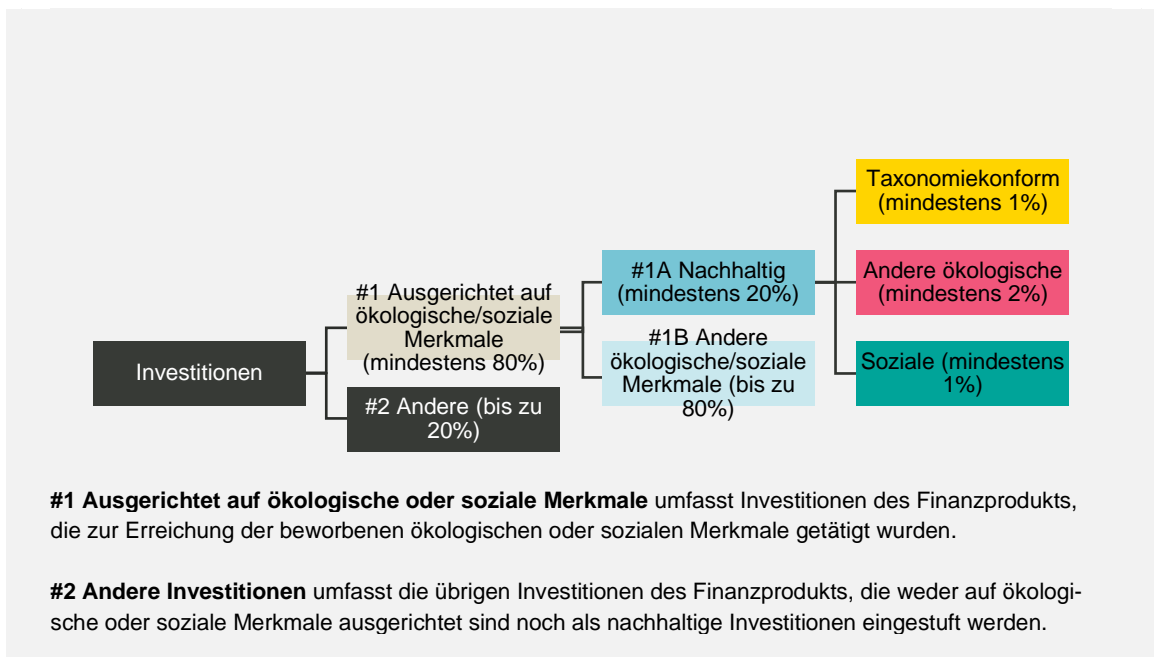 Taxonomiekonform
(mindestens 1%)
#1A Nachhaltig
(mindestens 20%)
Andere ökologische
(mindestens 2%)
#1 Ausgerichtet auf
ökologische/soziale
Merkmale
(mindestens 80%)
#1B Andere
ökologische/soziale
Merkmale (bis zu
80%)
Soziale (mindestens
1%)
Investitionen
#2 Andere (bis zu
20%)
#1 Ausgerichtet auf ökologische oder soziale Merkmale umfasst Investitionen des Finanzprodukts,
die zur Erreichung der beworbenen ökologischen oder sozialen Merkmale getätigt wurden.
#2 Andere Investitionen umfasst die übrigen Investitionen des Finanzprodukts, die weder auf ökologi-
sche oder soziale Merkmale ausgerichtet sind noch als nachhaltige Investitionen eingestuft werden.